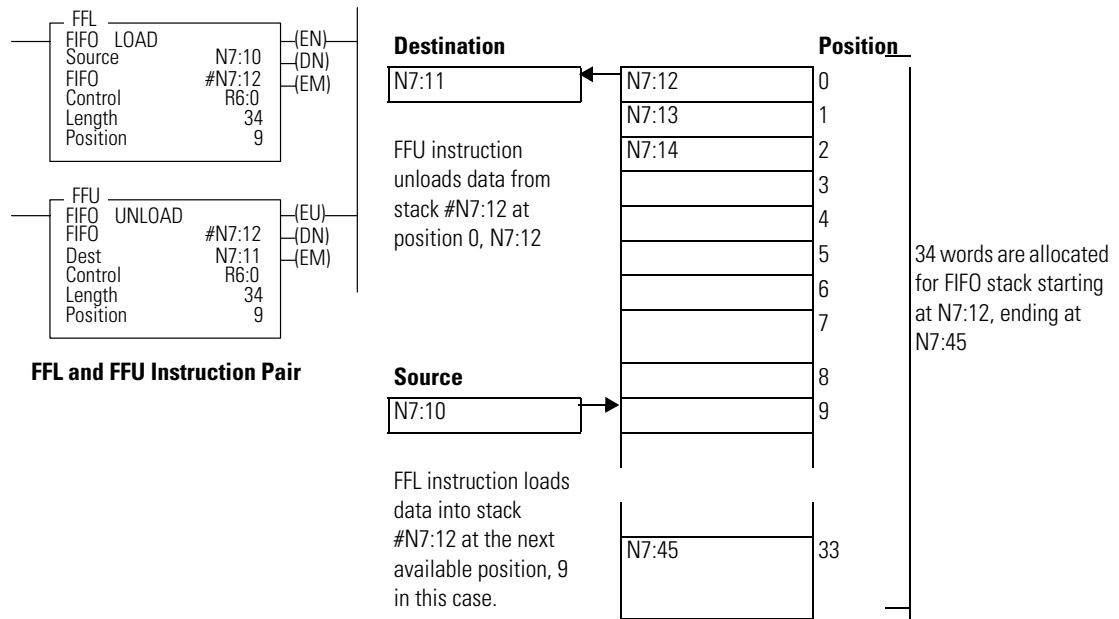 FFL
FIFO LOAD
Source N7:10
FIFO #N7:12
Control R6:0
Length 34
Position 9
(EN)
(DN)
(EM)
FFU
FIFO UNLOAD
FIFO #N7:12
Dest N7:11
Control R6:0
Length 34
Position 9
(EU)
(DN)
(EM)
FFL and FFU Instruction Pair
Destination
N7:11
FFU instruction
unloads data from
stack #N7:12 at
position 0, N7:12
Source
N7:10
FFL instruction loads
data into stack
#N7:12 at the next
available position, 9
in this case.
Position
N7:12 0
N7:13 1
N7:14 2
3
4
5
6
7
8
9
N7:45 33
34 words are allocated
for FIFO stack starting
at N7:12, ending at
N7:45